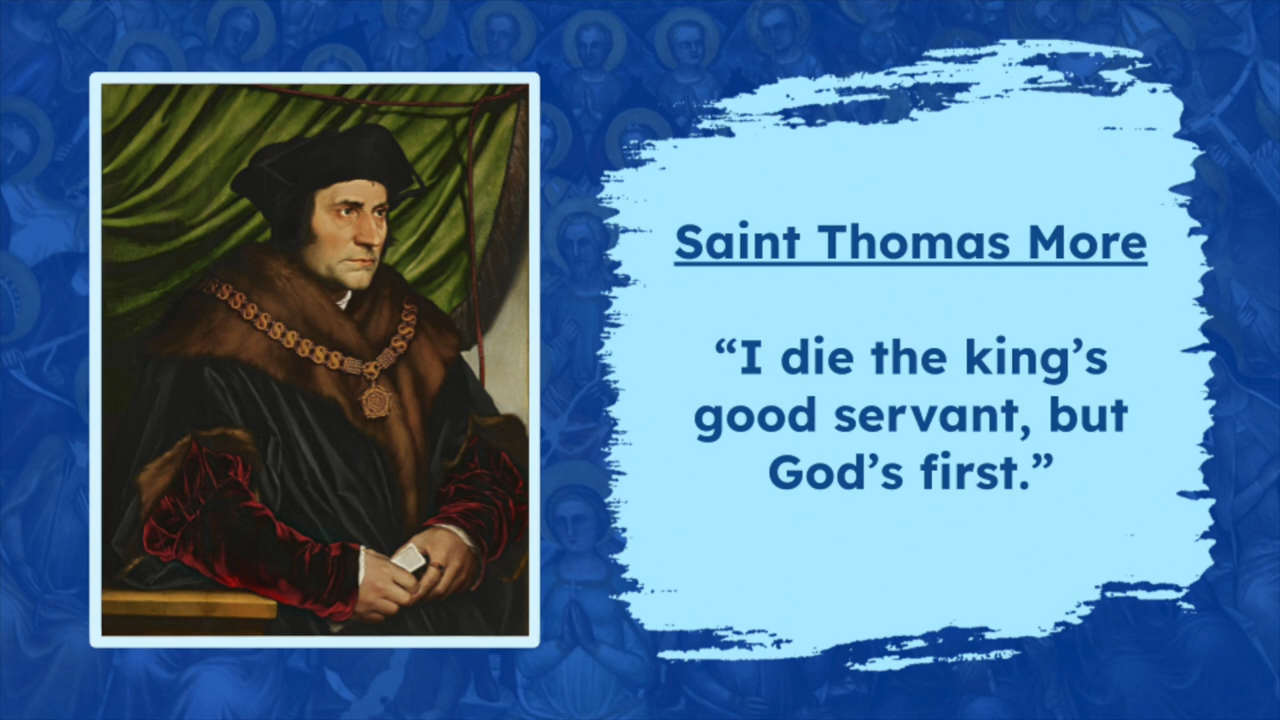 Saint Thomas More
“I die the king’s
good servant, but
God’s first.”